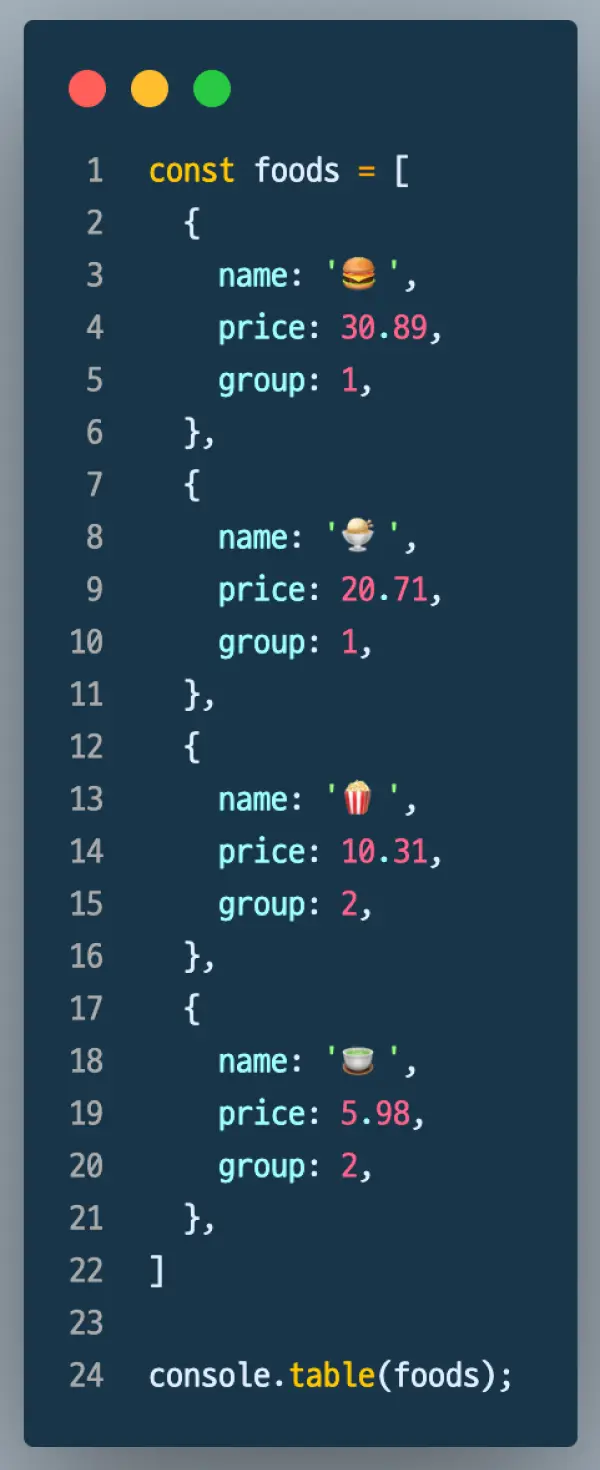 1 const foods = [
2 {
3 name: '🍔 ',
4 price: 30.89,
5 group: 1,
6 },
7 {
8 name: '🍨 ',
9 price: 20.71,
10 group: 1,
11 },
12 {
13 name: '🍿 ',
14 price: 10.31,
15 group: 2,
16 },
17 {
18 name: '🍵 ',
19 price: 5.98,
20 group: 2,
21 },
22 ]
23
24 console.table(foods);